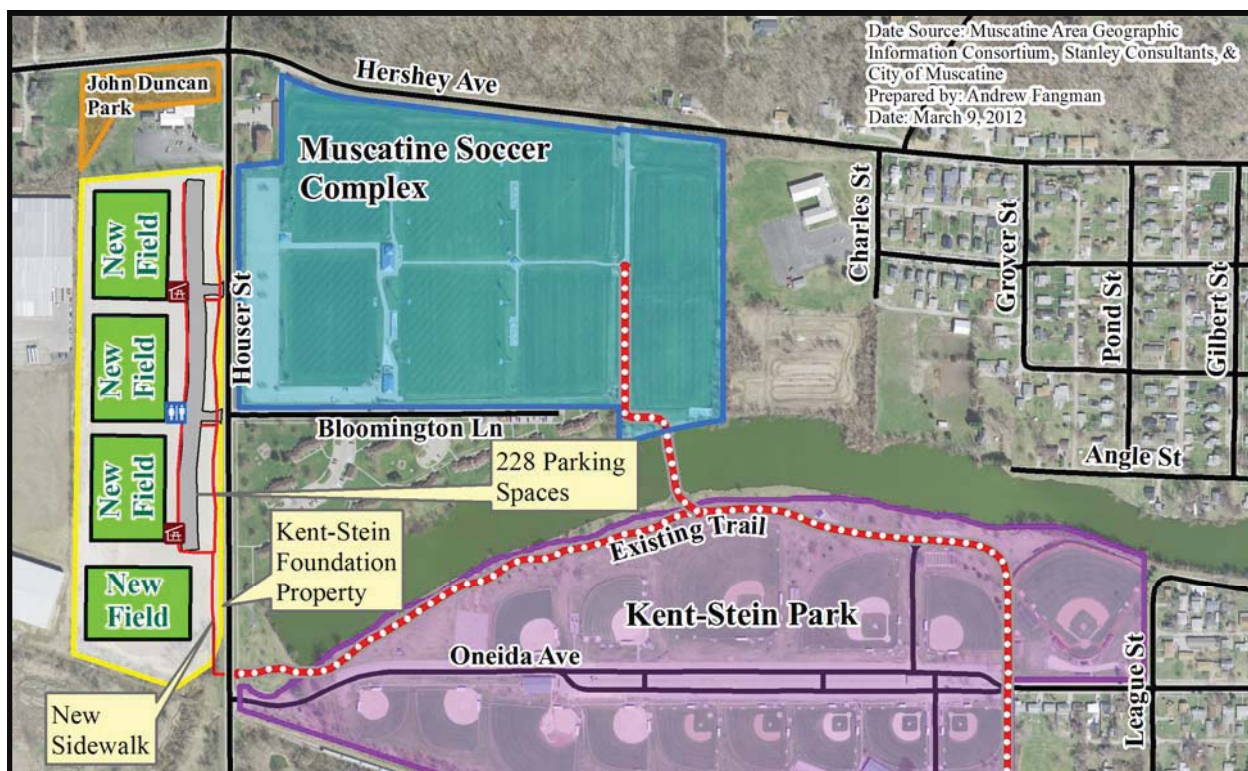 Date Source: Muscatine Area Geographic
Information Consortium, Stanley Consultants, &
City of Muscatine
Prepared by: Andrew Fangman
Date: March 9, 2012
Hershey Ave
John Duncan
Park
Muscatine Soccer
Complex
Charles St
Grover St
Pond St
Gilbert St
New
Field
Houser St
New
Field
Bloomington Ln
Angle St
228 Parking
Spaces
New
Field
Kent-Stein
Foundation
Property
Existing Trail
New
Field
Kent-Stein Park
Oneida Ave
League St
New
Sidewalk